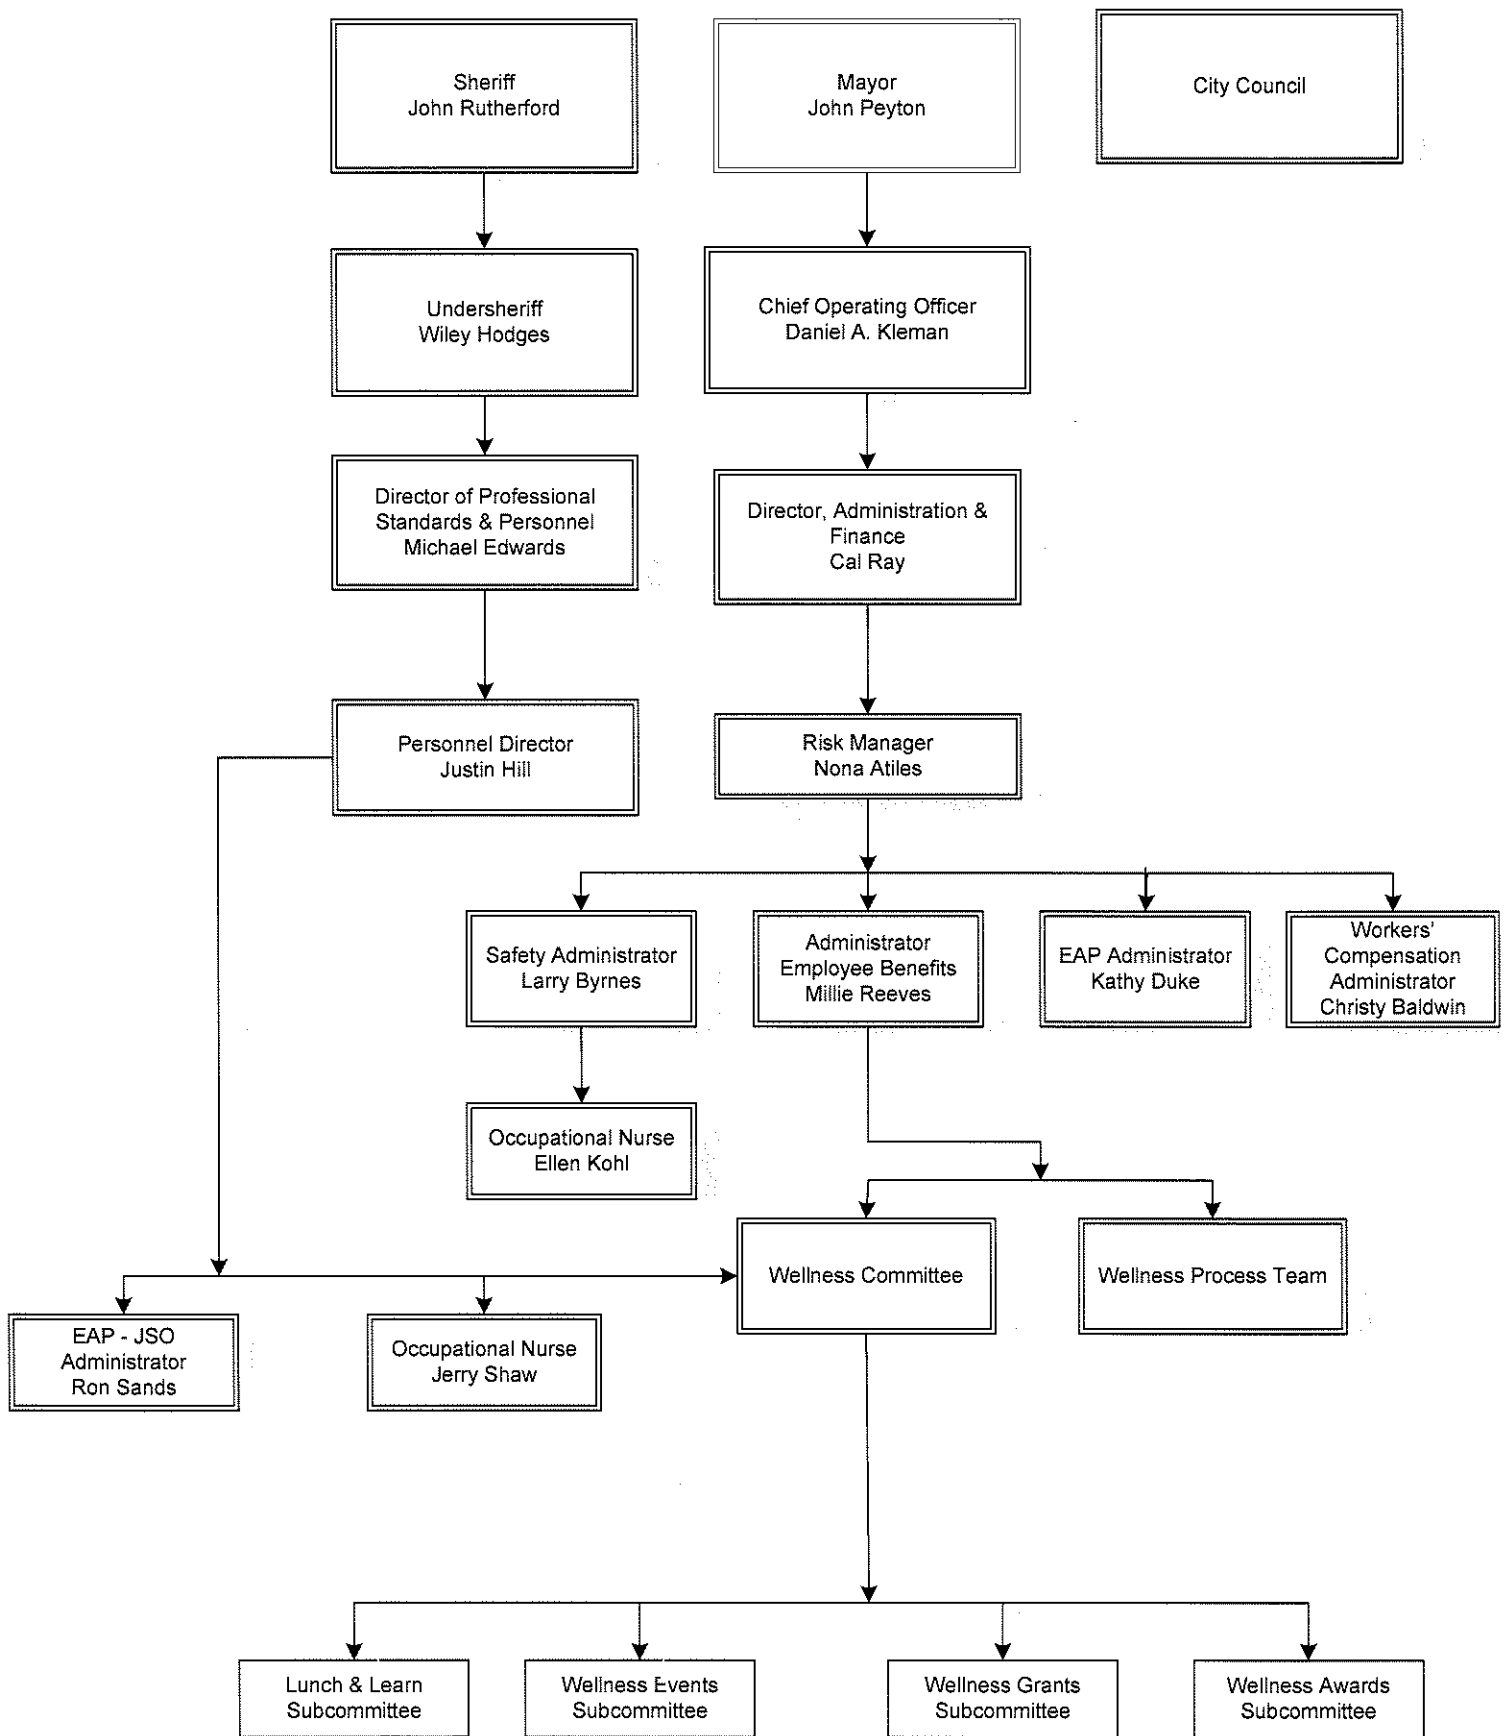 Sheriff
John Rutherford
Mayor
John Peyton
City Council
Undersheriff
Wiley Hodges
Chief Operating Officer
Daniel A. Kleman
Director of Professional
Standards & Personnel
Michael Edwards
Director, Administration &
Finance
Cal Ray
Personnel Director
Justin Hill
Risk Manager
Nona Atiles
Safety Administrator
Larry Byrnes
Administrator
Employee Benefits
Millie Reeves
EAP Administrator
Kathy Duke
Workers'
Compensation
Administrator
Christy Baldwin
Occupational Nurse
Ellen Kohl
Wellness Committee
Wellness Process Team
EAP - JSO
Administrator
Ron Sands
Occupational Nurse
Jerry Shaw
Lunch & Learn
Subcommittee
Wellness Events
Subcommittee
Wellness Grants
Subcommittee
Wellness Awards
Subcommittee